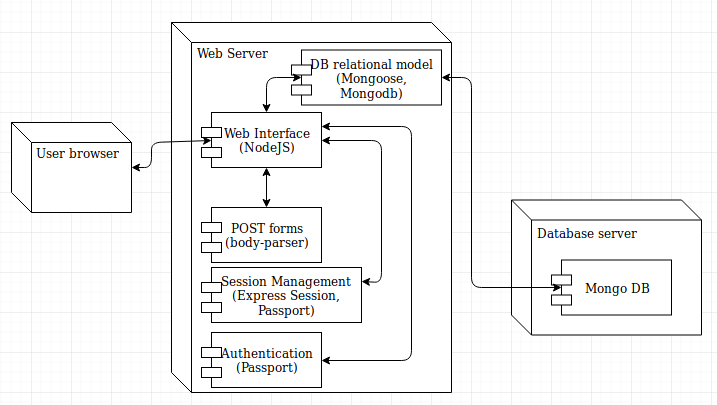 Web Server
DB relational model
(Mongoose,
Mongodb)
Web Interface
(NodeJS)
User browser
POST forms
(body-parser)
Database server
Mongo DB
Session Management
(Express Session,
Passport)
Authentication
(Passport)